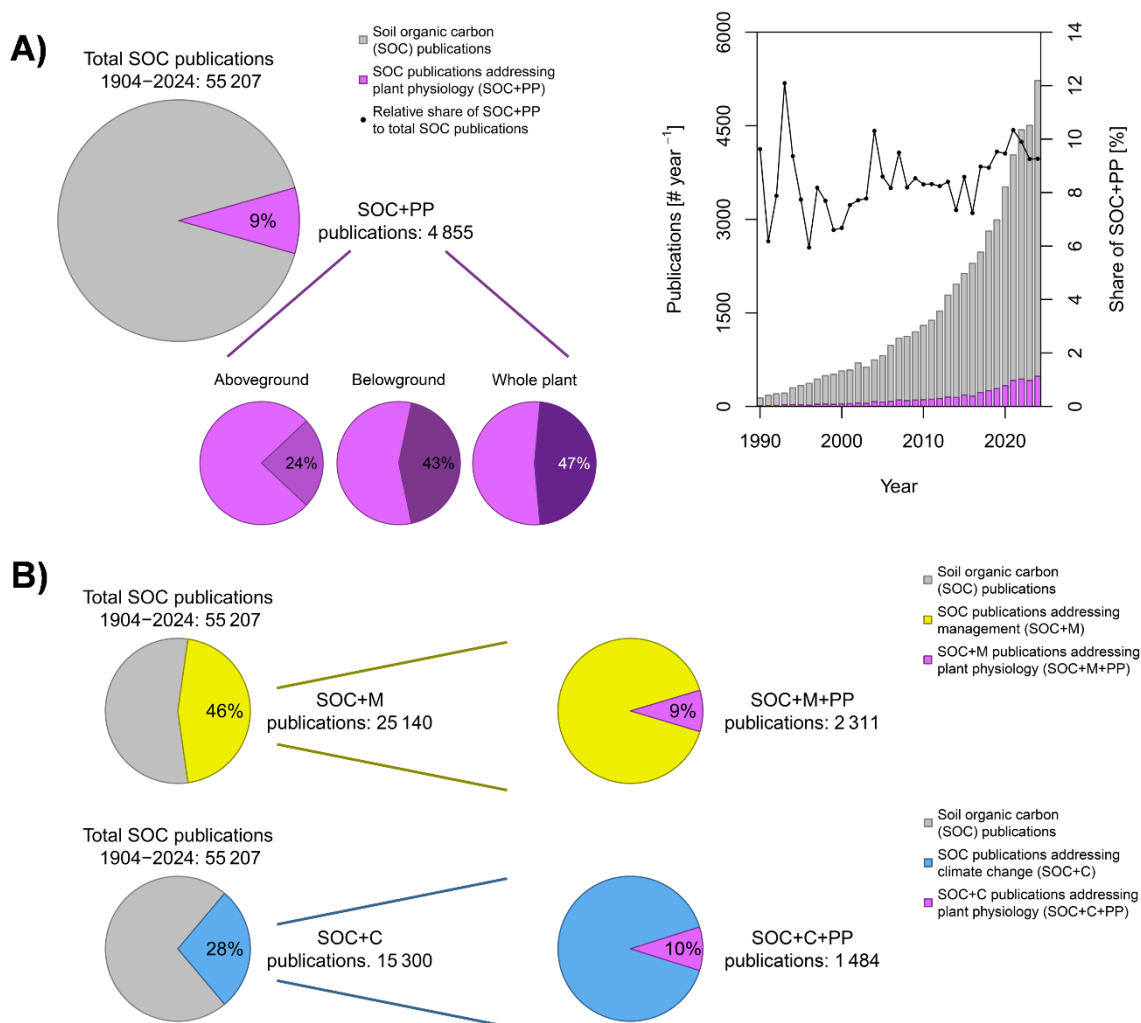 A)
Total SOC publications
1904–2024: 55 207
Soil organic carbon
(SOC) publications
SOC publications addressing
plant physiology (SOC+PP)
Relative share of SOC+PP
to total SOC publications
9%
SOC+PP
publications: 4 855
Aboveground
Belowground
Whole plant
24%
43%
47%
Publications [# year⁻¹]
6000
4500
3000
1500
0
14
12
10
8
6
4
2
0
Share of SOC+PP [%]
1990
2000
2010
2020
Year
B)
Total SOC publications
1904–2024: 55 207
46%
SOC+M
publications: 25 140
9%
SOC+M+PP
publications: 2 311
Soil organic carbon
(SOC) publications
SOC publications addressing
management (SOC+M)
SOC+M publications addressing
plant physiology (SOC+M+PP)
Total SOC publications
1904–2024: 55 207
28%
SOC+C
publications. 15 300
10%
SOC+C+PP
publications: 1 484
Soil organic carbon
(SOC) publications
SOC publications addressing
climate change (SOC+C)
SOC+C publications addressing
plant physiology (SOC+C+PP)